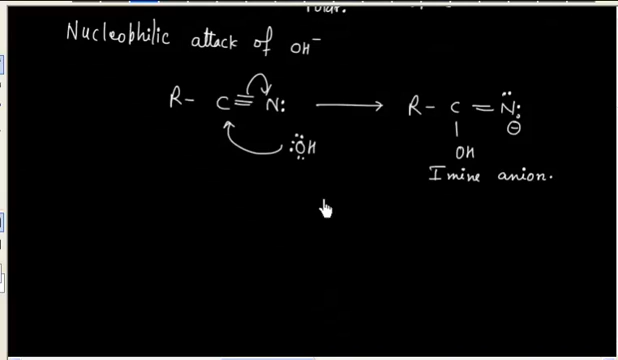 Nucleophilic attack of OH⁻
R- C≡N: → R- C=N̈:⊖
:ÖH OH
Imine anion.